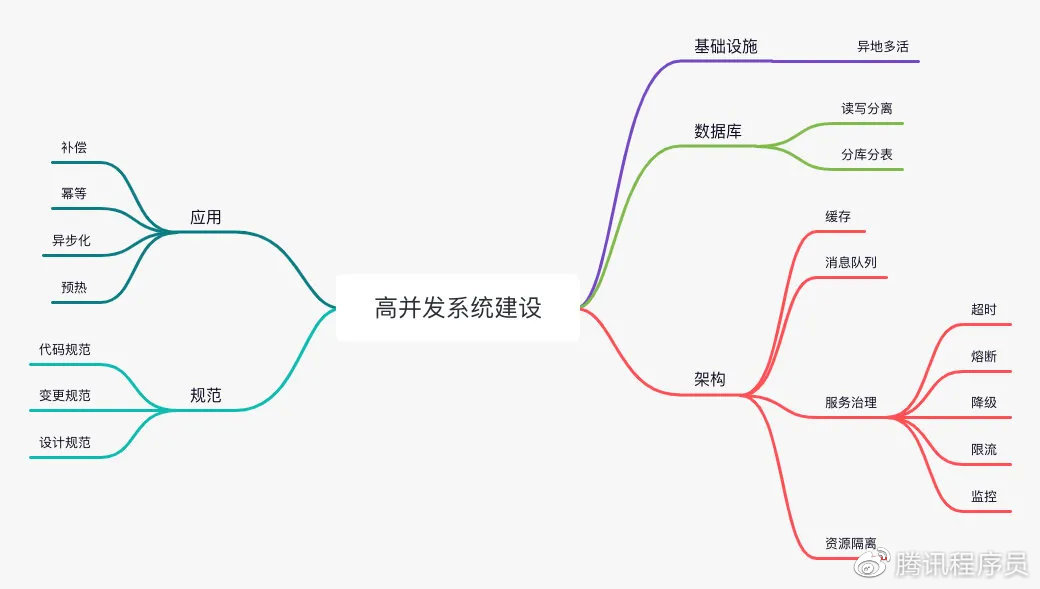 高并发系统建设
基础设施
异地多活
数据库
读写分离
分库分表
架构
缓存
消息队列
服务治理
超时
熔断
降级
限流
监控
资源隔离
应用
补偿
幂等
异步化
预热
规范
代码规范
变更规范
设计规范
腾讯程序员